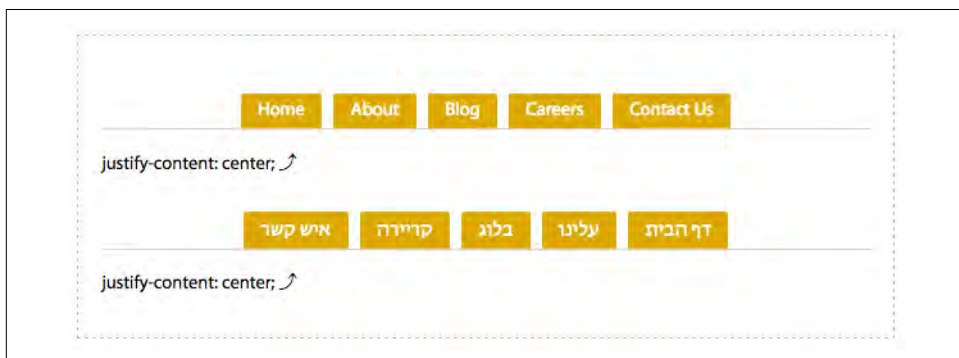 Home About Blog Careers Contact Us
justify-content: center; ⤴
דף הבית עלינו בלוג קריירה איש קשר
justify-content: center; ⤴